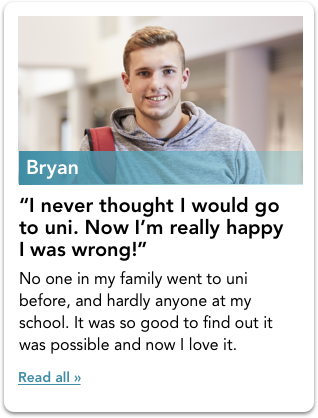 Bryan
“I never thought I would go
to uni. Now I’m really happy
I was wrong!”
No one in my family went to uni
before, and hardly anyone at my
school. It was so good to find out it
was possible and now I love it.
Read all »